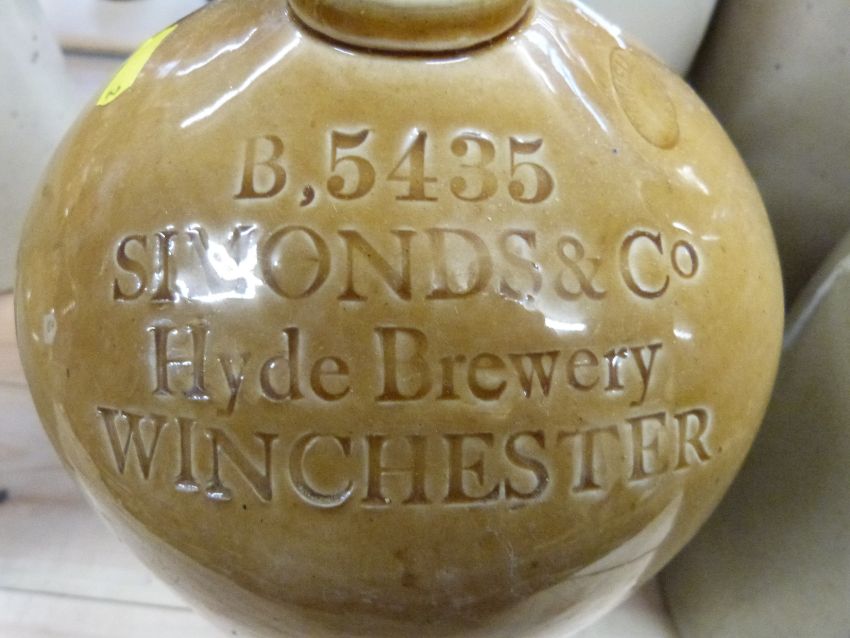 B,5435
SIMONDS & Co
Hyde Brewery
WINCHESTER